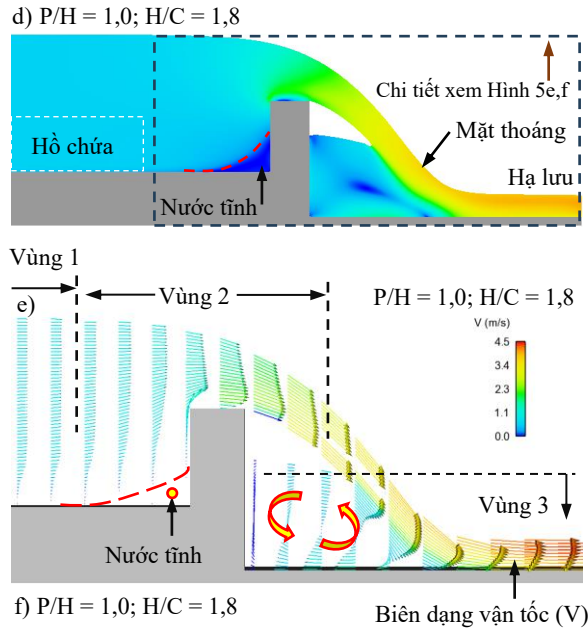 d) P/H = 1,0; H/C = 1,8
Chi tiết xem Hình 5e,f
Mặt thoáng
Hồ chứa
Hạ lưu
Nước tĩnh
Vùng 1
Vùng 2
P/H = 1,0; H/C = 1,8
e)
V (m/s)
4.5
3.4
2.3
1.1
0.0
Vùng 3
Nước tĩnh
Biên dạng vận tốc (V)
f) P/H = 1,0; H/C = 1,8